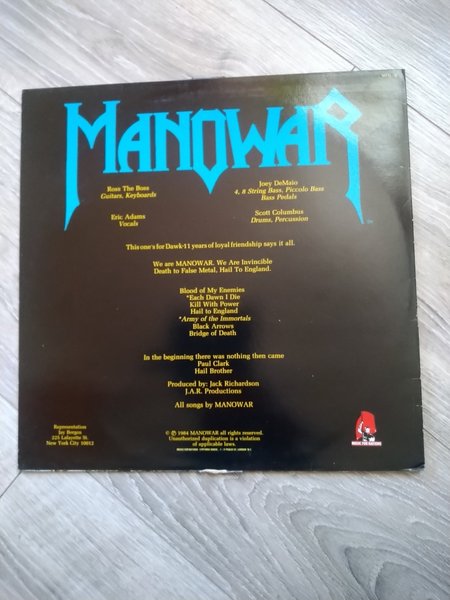 MANOWAR
Ross The Boss
Guitars, Keyboards
Joey DeMaio
4, 8 String Bass, Piccolo Bass
Bass Pedals
Eric Adams
Vocals
Scott Columbus
Drums, Percussion
This one's for Dawk-11 years of loyal friendship says it all.
We are MANOWAR. We Are Invincible
Death to False Metal, Hail To England.
Blood of My Enemies
*Each Dawn I Die
Kill With Power
Hail to England
*Army of the Immortals
Black Arrows
Bridge of Death
In the beginning there was nothing then came
Paul Clark
Hail Brother
Produced by: Jack Richardson
J.A.R. Productions
All songs by MANOWAR
Representation
Jay Bergen
225 Lafayette St.
New York City 10012
© ℗ 1984 MANOWAR all rights reserved.
Unauthorized duplication is a violation
of applicable laws.
MUSIC FOR NATIONS